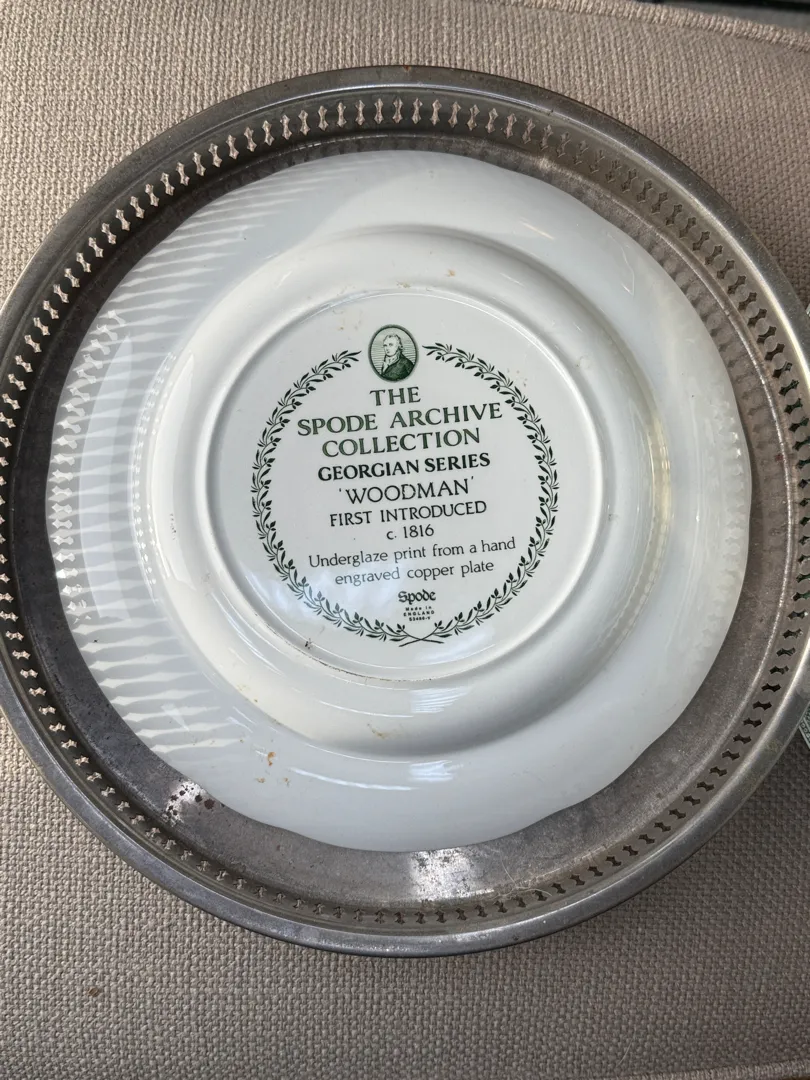 THE
SPODE ARCHIVE
COLLECTION
GEORGIAN SERIES
'WOODMAN'
FIRST INTRODUCED
c. 1816
Underglaze print from a hand
engraved copper plate
Spode
Made in
ENGLAND